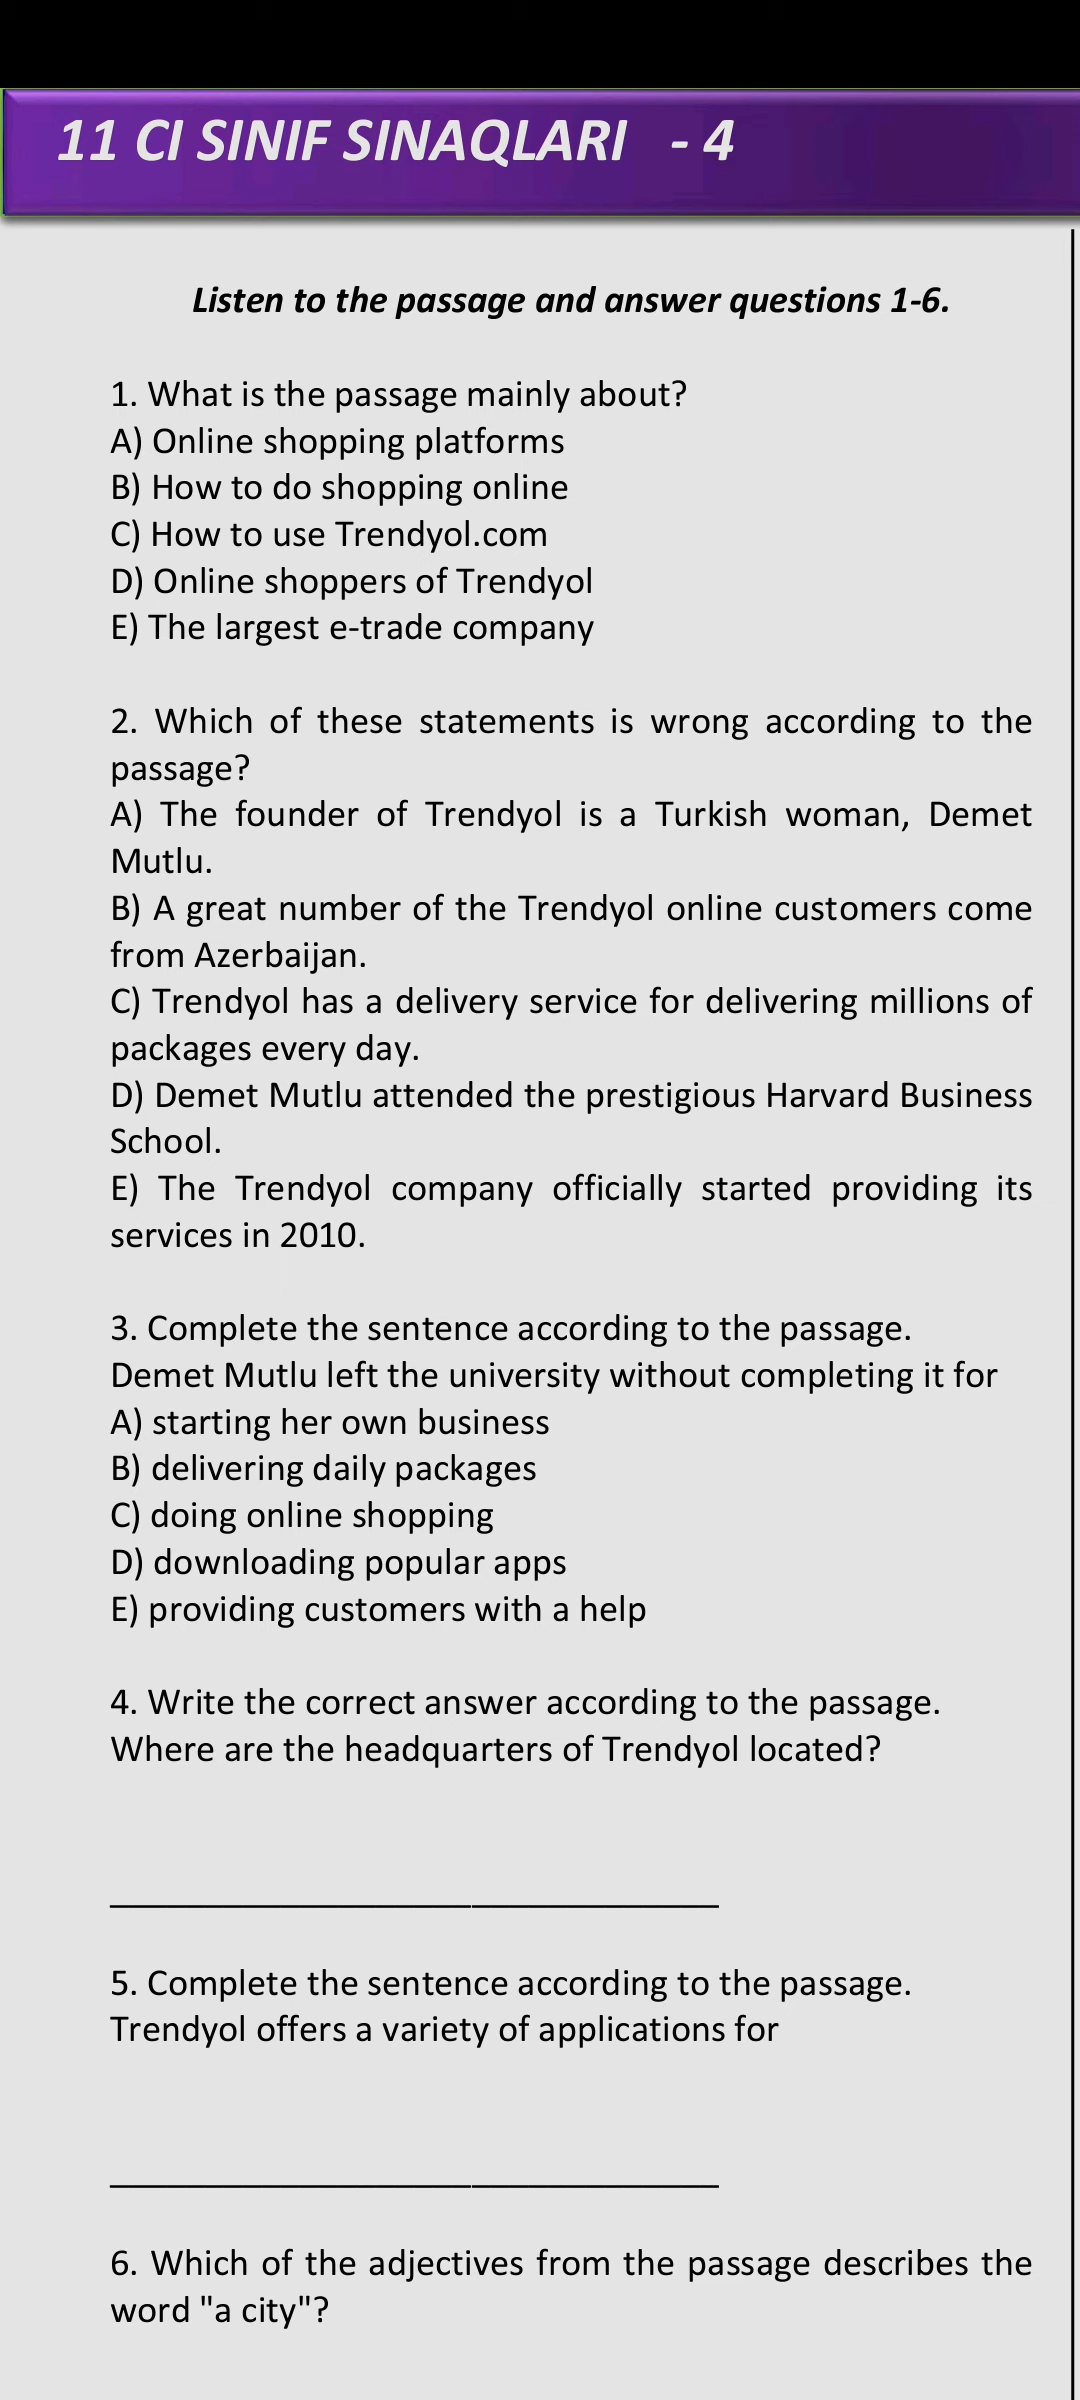 11 CI SINIF SINAQLARI - 4
Listen to the passage and answer questions 1-6.
1. What is the passage mainly about?
A) Online shopping platforms
B) How to do shopping online
C) How to use Trendyol.com
D) Online shoppers of Trendyol
E) The largest e-trade company
2. Which of these statements is wrong according to the
passage?
A) The founder of Trendyol is a Turkish woman, Demet
Mutlu.
B) A great number of the Trendyol online customers come
from Azerbaijan.
C) Trendyol has a delivery service for delivering millions of
packages every day.
D) Demet Mutlu attended the prestigious Harvard Business
School.
E) The Trendyol company officially started providing its
services in 2010.
3. Complete the sentence according to the passage.
Demet Mutlu left the university without completing it for
A) starting her own business
B) delivering daily packages
C) doing online shopping
D) downloading popular apps
E) providing customers with a help
4. Write the correct answer according to the passage.
Where are the headquarters of Trendyol located?
5. Complete the sentence according to the passage.
Trendyol offers a variety of applications for
6. Which of the adjectives from the passage describes the
word "a city"?